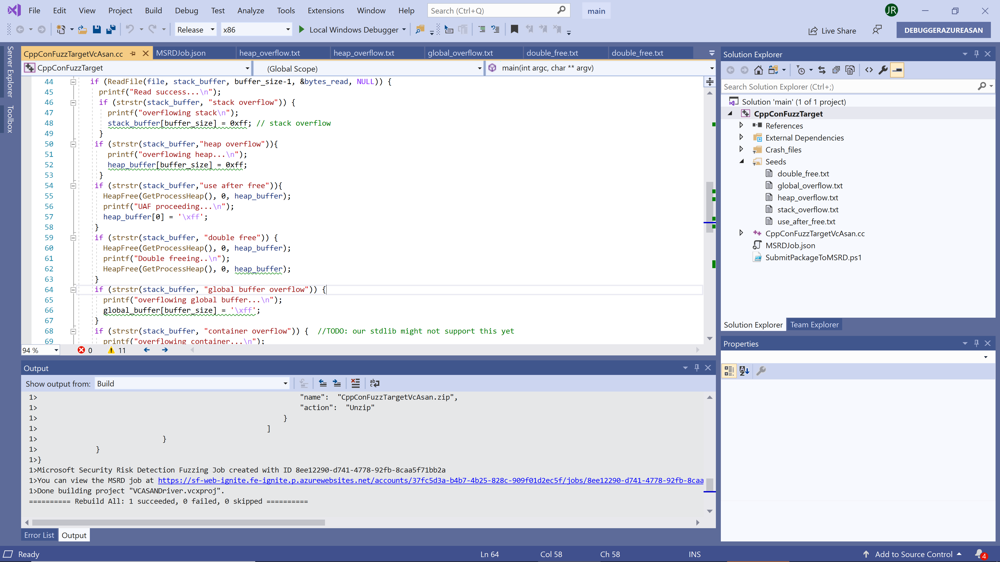 File Edit View Project Build Debug Test Analyze Tools Extensions Window Help Search (Ctrl+Q) main JR
Release x86 Local Windows Debugger Live Share DEBUGGERAZUREASAN
Server Explorer
Toolbox
CppConFuzzTargetVcAsan.cc MSRDJob.json heap_overflow.txt heap_overflow.txt global_overflow.txt double_free.txt double_free.txt
CppConFuzzTarget (Global Scope) main(int argc, char ** argv)
44 if (ReadFile(file, stack_buffer, buffer_size-1, &bytes_read, NULL)) {
45 printf("Read success...\n");
46 if (strstr(stack_buffer, "stack overflow")) {
47 printf("overflowing stack\n");
48 stack_buffer[buffer_size] = 0xff; // stack overflow
49 }
50 if (strstr(stack_buffer,"heap overflow")){
51 printf("overflowing heap...\n");
52 heap_buffer[buffer_size] = 0xff;
53 }
54 if (strstr(stack_buffer,"use after free")){
55 HeapFree(GetProcessHeap(), 0, heap_buffer);
56 printf("UAF proceeding...\n");
57 heap_buffer[0] = '\xff';
58 }
59 if (strstr(stack_buffer, "double free")) {
60 HeapFree(GetProcessHeap(), 0, heap_buffer);
61 printf("Double freeing..\n");
62 HeapFree(GetProcessHeap(), 0, heap_buffer);
63 }
64 if (strstr(stack_buffer, "global buffer overflow")) {
65 printf("overflowing global buffer...\n");
66 global_buffer[buffer_size] = '\xff';
67 }
68 if (strstr(stack_buffer, "container overflow")) { //TODO: our stdlib might not support this yet
69 printf("overflowing container...\n");
94 % 0 11
Output
Show output from: Build
1> "name": "CppConFuzzTargetVcAsan.zip",
1> "action": "Unzip"
1> }
1> ]
1> }
1> }
1>}
1>Microsoft Security Risk Detection Fuzzing Job created with ID 8ee12290-d741-4778-92fb-8caa5f71bb2a
1>You can view the MSRD job at https://sf-web-ignite.fe-ignite.p.azurewebsites.net/accounts/37fc5d3a-b4b7-4b25-828c-909f01d2ec5f/jobs/8ee12290-d741-4778-92fb-8caa
1>Done building project "VCASANDriver.vcxproj".
========== Rebuild All: 1 succeeded, 0 failed, 0 skipped ==========
Error List Output
Solution Explorer
Search Solution Explorer (Ctrl+;)
Solution 'main' (1 of 1 project)
CppConFuzzTarget
References
External Dependencies
Crash_files
Seeds
double_free.txt
global_overflow.txt
heap_overflow.txt
stack_overflow.txt
use_after_free.txt
CppConFuzzTargetVcAsan.cc
MSRDJob.json
SubmitPackageToMSRD.ps1
Solution Explorer Team Explorer
Properties
Ready Ln 64 Col 58 Ch 58 INS Add to Source Control 4